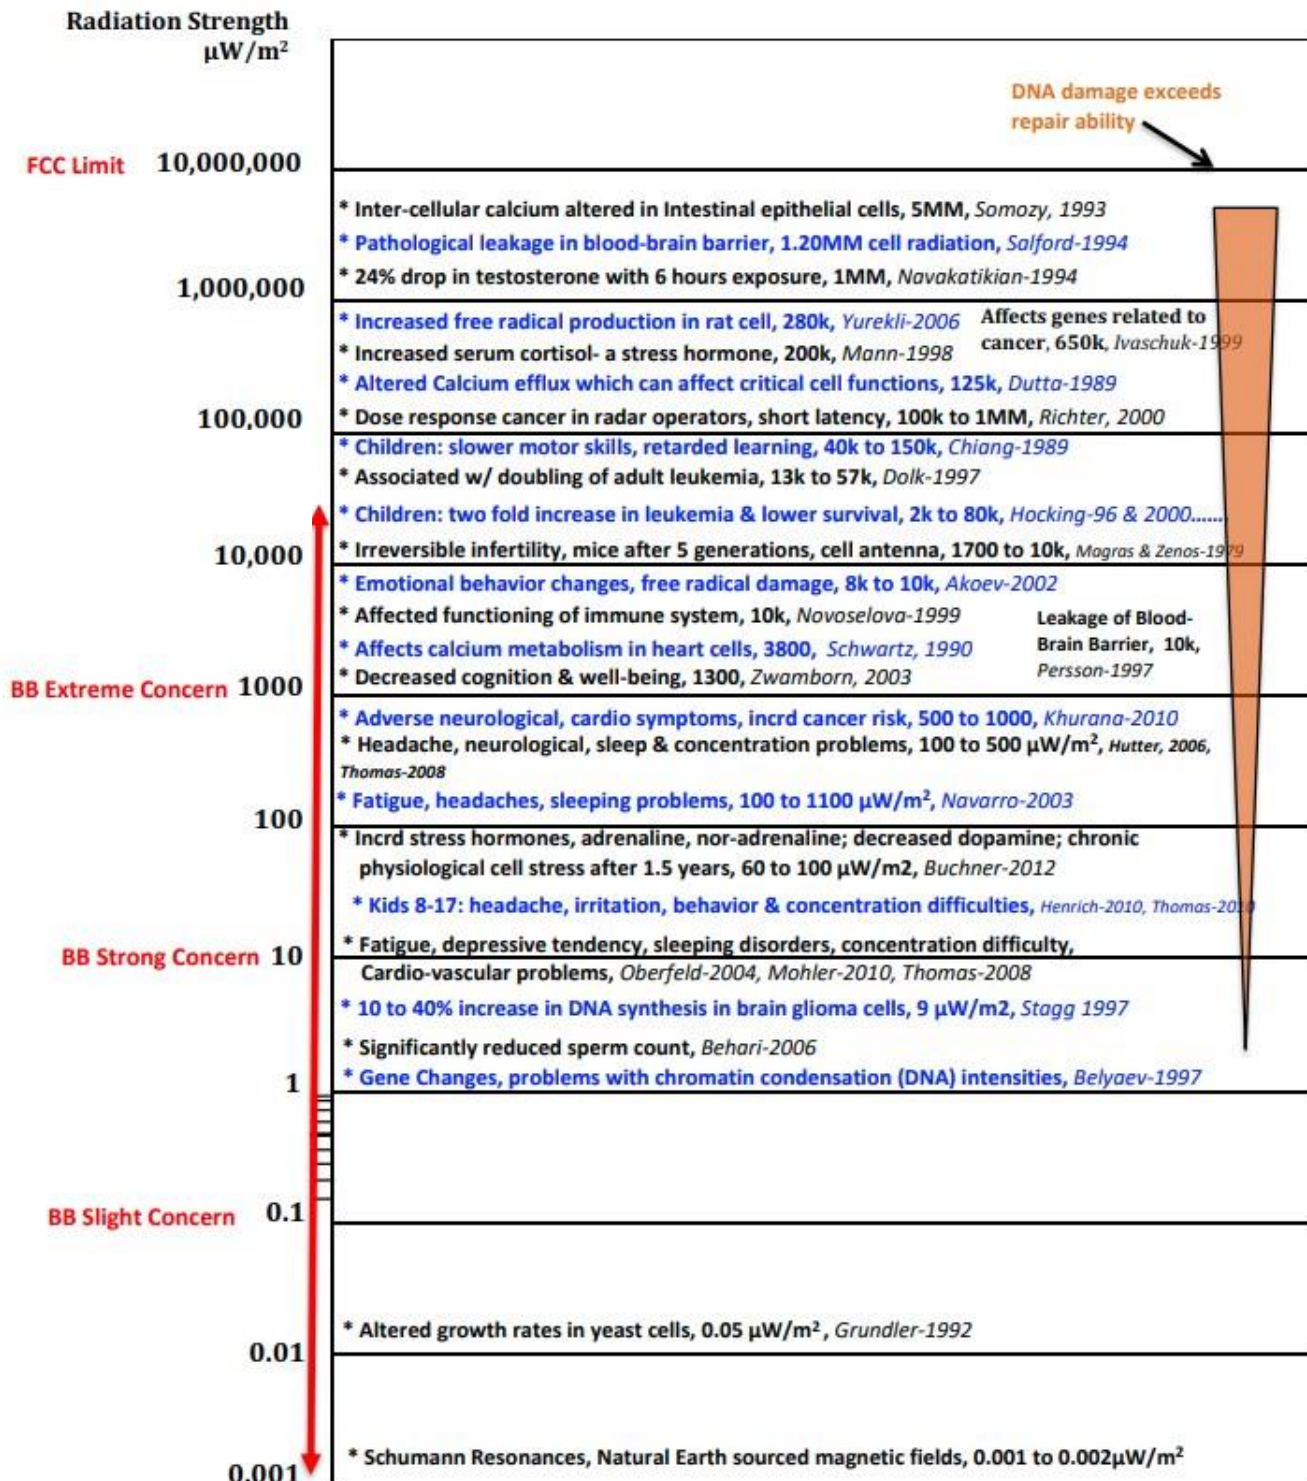 Radiation Strength
µW/m²
DNA damage exceeds
repair ability
FCC Limit 10,000,000
* Inter-cellular calcium altered in Intestinal epithelial cells, 5MM, Somozy, 1993
* Pathological leakage in blood-brain barrier, 1.20MM cell radiation, Salford-1994
* 24% drop in testosterone with 6 hours exposure, 1MM, Navakatikian-1994
1,000,000
* Increased free radical production in rat cell, 280k, Yurekli-2006
Affects genes related to
cancer, 650k, Ivaschuk-1999
* Increased serum cortisol- a stress hormone, 200k, Mann-1998
* Altered Calcium efflux which can affect critical cell functions, 125k, Dutta-1989
* Dose response cancer in radar operators, short latency, 100k to 1MM, Richter, 2000
100,000
* Children: slower motor skills, retarded learning, 40k to 150k, Chiang-1989
* Associated w/ doubling of adult leukemia, 13k to 57k, Dolk-1997
* Children: two fold increase in leukemia & lower survival, 2k to 80k, Hocking-96 & 2000.......
* Irreversible infertility, mice after 5 generations, cell antenna, 1700 to 10k, Magras & Zenos-1979
10,000
* Emotional behavior changes, free radical damage, 8k to 10k, Akoev-2002
* Affected functioning of immune system, 10k, Novoselova-1999
Leakage of Blood-
Brain Barrier, 10k,
Persson-1997
* Affects calcium metabolism in heart cells, 3800, Schwartz, 1990
* Decreased cognition & well-being, 1300, Zwamborn, 2003
BB Extreme Concern 1000
* Adverse neurological, cardio symptoms, incrd cancer risk, 500 to 1000, Khurana-2010
* Headache, neurological, sleep & concentration problems, 100 to 500 µW/m², Hutter, 2006,
Thomas-2008
* Fatigue, headaches, sleeping problems, 100 to 1100 µW/m², Navarro-2003
100
* Incrd stress hormones, adrenaline, nor-adrenaline; decreased dopamine; chronic
physiological cell stress after 1.5 years, 60 to 100 µW/m2, Buchner-2012
* Kids 8-17: headache, irritation, behavior & concentration difficulties, Henrich-2010, Thomas-2010
* Fatigue, depressive tendency, sleeping disorders, concentration difficulty,
Cardio-vascular problems, Oberfeld-2004, Mohler-2010, Thomas-2008
BB Strong Concern 10
* 10 to 40% increase in DNA synthesis in brain glioma cells, 9 µW/m2, Stagg 1997
* Significantly reduced sperm count, Behari-2006
* Gene Changes, problems with chromatin condensation (DNA) intensities, Belyaev-1997
1
BB Slight Concern 0.1
* Altered growth rates in yeast cells, 0.05 µW/m² , Grundler-1992
0.01
* Schumann Resonances, Natural Earth sourced magnetic fields, 0.001 to 0.002µW/m²
0.001